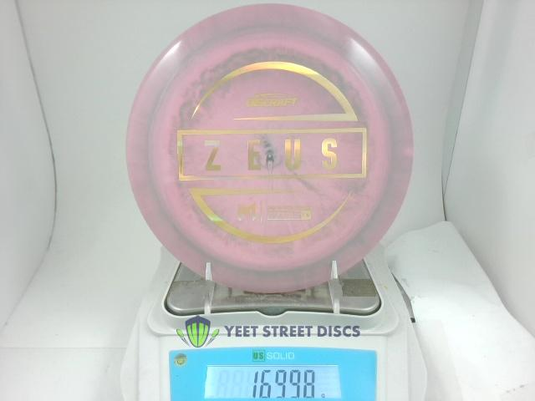 DISCRAFT
ZEUS
YEET STREET DISCS
US SOLID
169.98 g